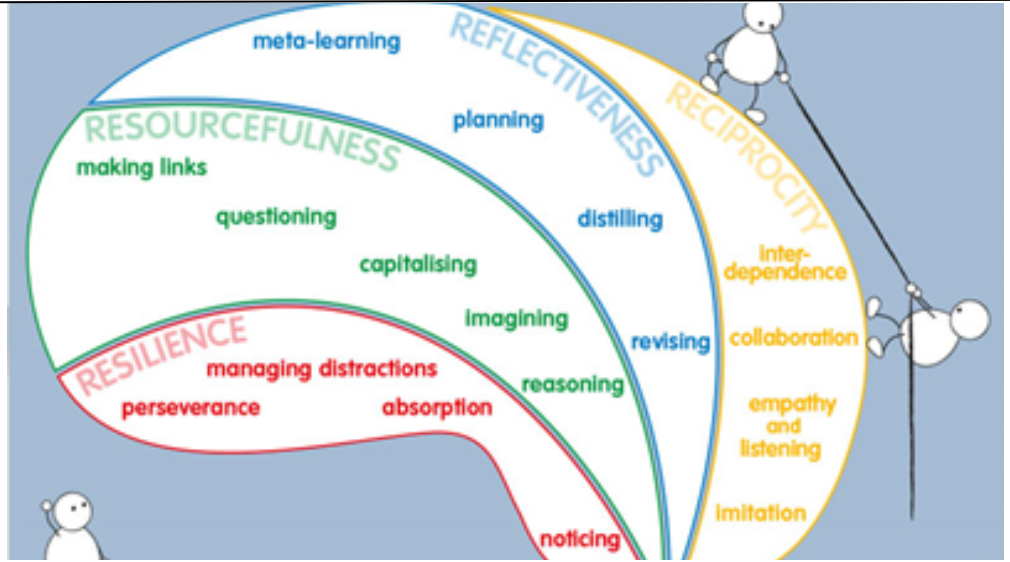 meta-learning
REFLECTIVENESS
planning
distilling
revising
RESOURCEFULNESS
making links
questioning
capitalising
imagining
reasoning
RESILIENCE
managing distractions
perseverance
absorption
noticing
RECIPROCITY
inter-
dependence
collaboration
empathy
and
listening
imitation